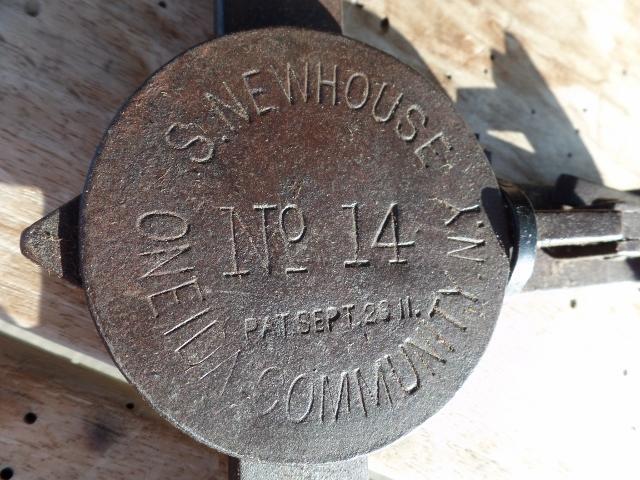 S. NEWHOUSE
No 14
PAT. SEPT. 26 11.
ONEIDA COMMUNITY. N.Y.